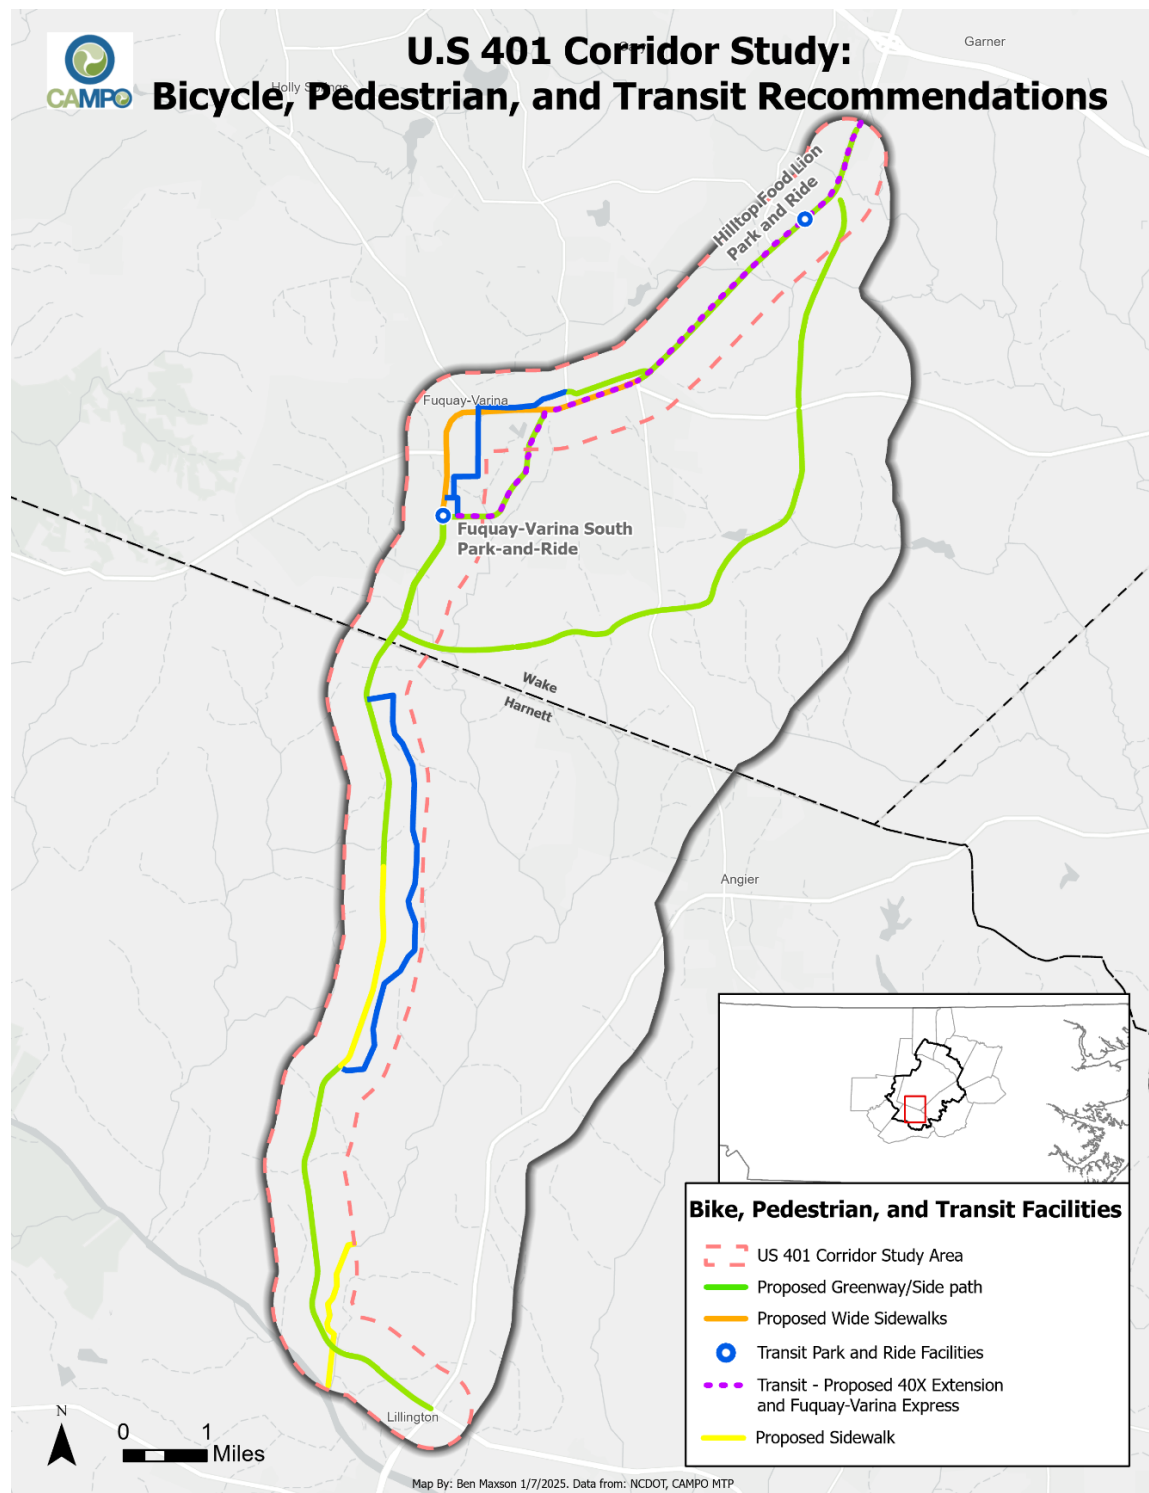 CAMPO
U.S 401 Corridor Study:
Bicycle, Pedestrian, and Transit Recommendations
Garner
Cary
Holly Springs
Hilltop Food Lion
Park and Ride
Fuquay-Varina
Fuquay-Varina South
Park-and-Ride
Wake
Harnett
Angier
Lillington
Bike, Pedestrian, and Transit Facilities
US 401 Corridor Study Area
Proposed Greenway/Side path
Proposed Wide Sidewalks
Transit Park and Ride Facilities
Transit - Proposed 40X Extension
and Fuquay-Varina Express
Proposed Sidewalk
N
0 1
Miles
Map By: Ben Maxson 1/7/2025. Data from: NCDOT, CAMPO MTP